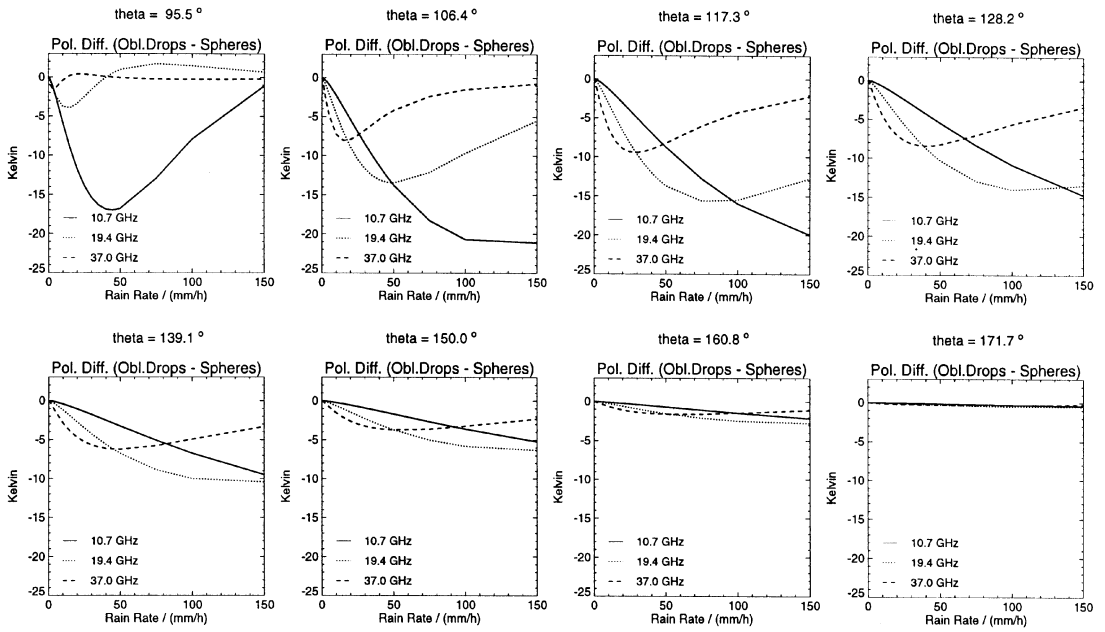 theta = 95.5 °
Pol. Diff. (Obl.Drops - Spheres)
0
-5
-10
-15
-20
-25
Kelvin
10.7 GHz
19.4 GHz
37.0 GHz
0 50 100 150
Rain Rate / (mm/h)
theta = 106.4 °
Pol. Diff. (Obl.Drops - Spheres)
0
-5
-10
-15
-20
-25
Kelvin
10.7 GHz
19.4 GHz
37.0 GHz
0 50 100 150
Rain Rate / (mm/h)
theta = 117.3 °
Pol. Diff. (Obl.Drops - Spheres)
0
-5
-10
-15
-20
-25
Kelvin
10.7 GHz
19.4 GHz
37.0 GHz
0 50 100 150
Rain Rate / (mm/h)
theta = 128.2 °
Pol. Diff. (Obl.Drops - Spheres)
0
-5
-10
-15
-20
-25
Kelvin
10.7 GHz
19.4 GHz
37.0 GHz
0 50 100 150
Rain Rate / (mm/h)
theta = 139.1 °
Pol. Diff. (Obl.Drops - Spheres)
0
-5
-10
-15
-20
-25
Kelvin
10.7 GHz
19.4 GHz
37.0 GHz
0 50 100 150
Rain Rate / (mm/h)
theta = 150.0 °
Pol. Diff. (Obl.Drops - Spheres)
0
-5
-10
-15
-20
-25
Kelvin
10.7 GHz
19.4 GHz
37.0 GHz
0 50 100 150
Rain Rate / (mm/h)
theta = 160.8 °
Pol. Diff. (Obl.Drops - Spheres)
0
-5
-10
-15
-20
-25
Kelvin
10.7 GHz
19.4 GHz
37.0 GHz
0 50 100 150
Rain Rate / (mm/h)
theta = 171.7 °
Pol. Diff. (Obl.Drops - Spheres)
0
-5
-10
-15
-20
-25
Kelvin
10.7 GHz
19.4 GHz
37.0 GHz
0 50 100 150
Rain Rate / (mm/h)